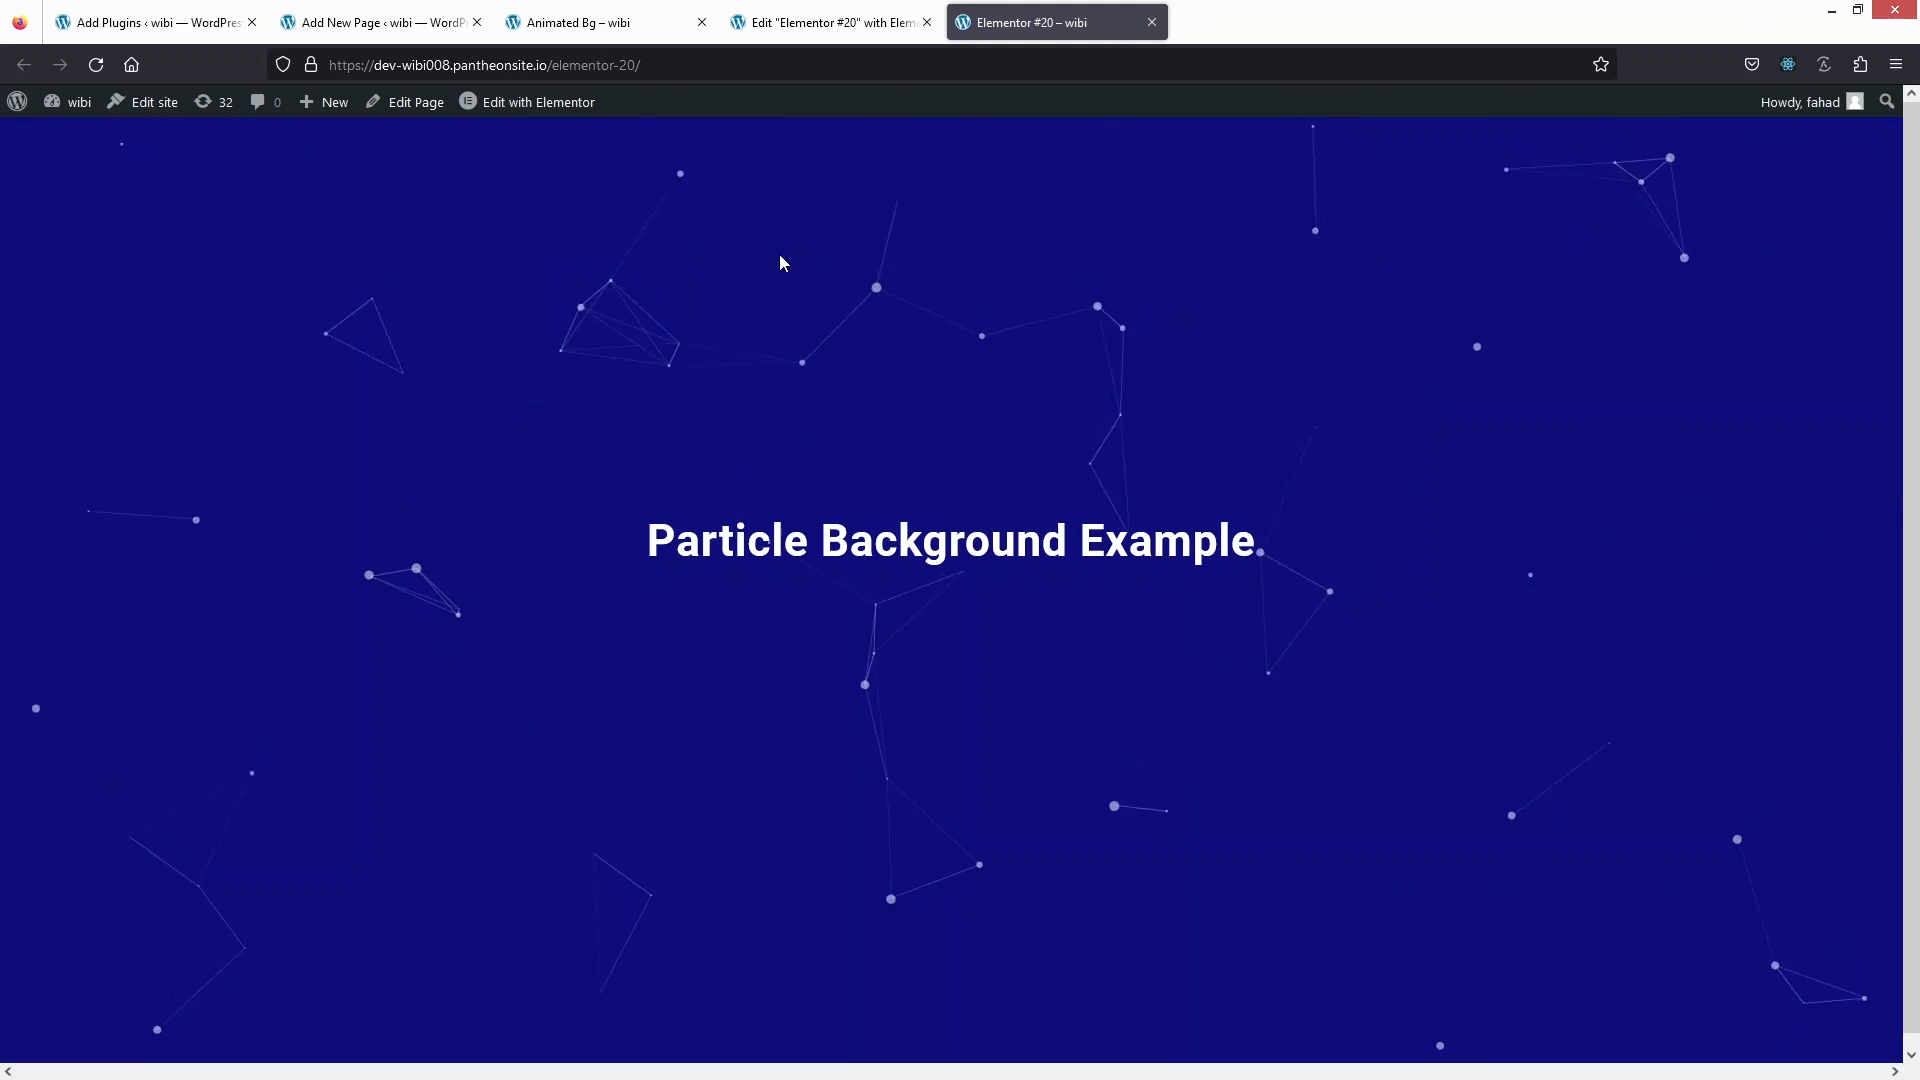 Add Plugins ‹ wibi — WordPres
Add New Page ‹ wibi — WordP
Animated Bg – wibi
Edit "Elementor #20" with Elem
Elementor #20 – wibi
https://dev-wibi008.pantheonsite.io/elementor-20/
wibi
Edit site
32
0
New
Edit Page
Edit with Elementor
Howdy, fahad
Particle Background Example